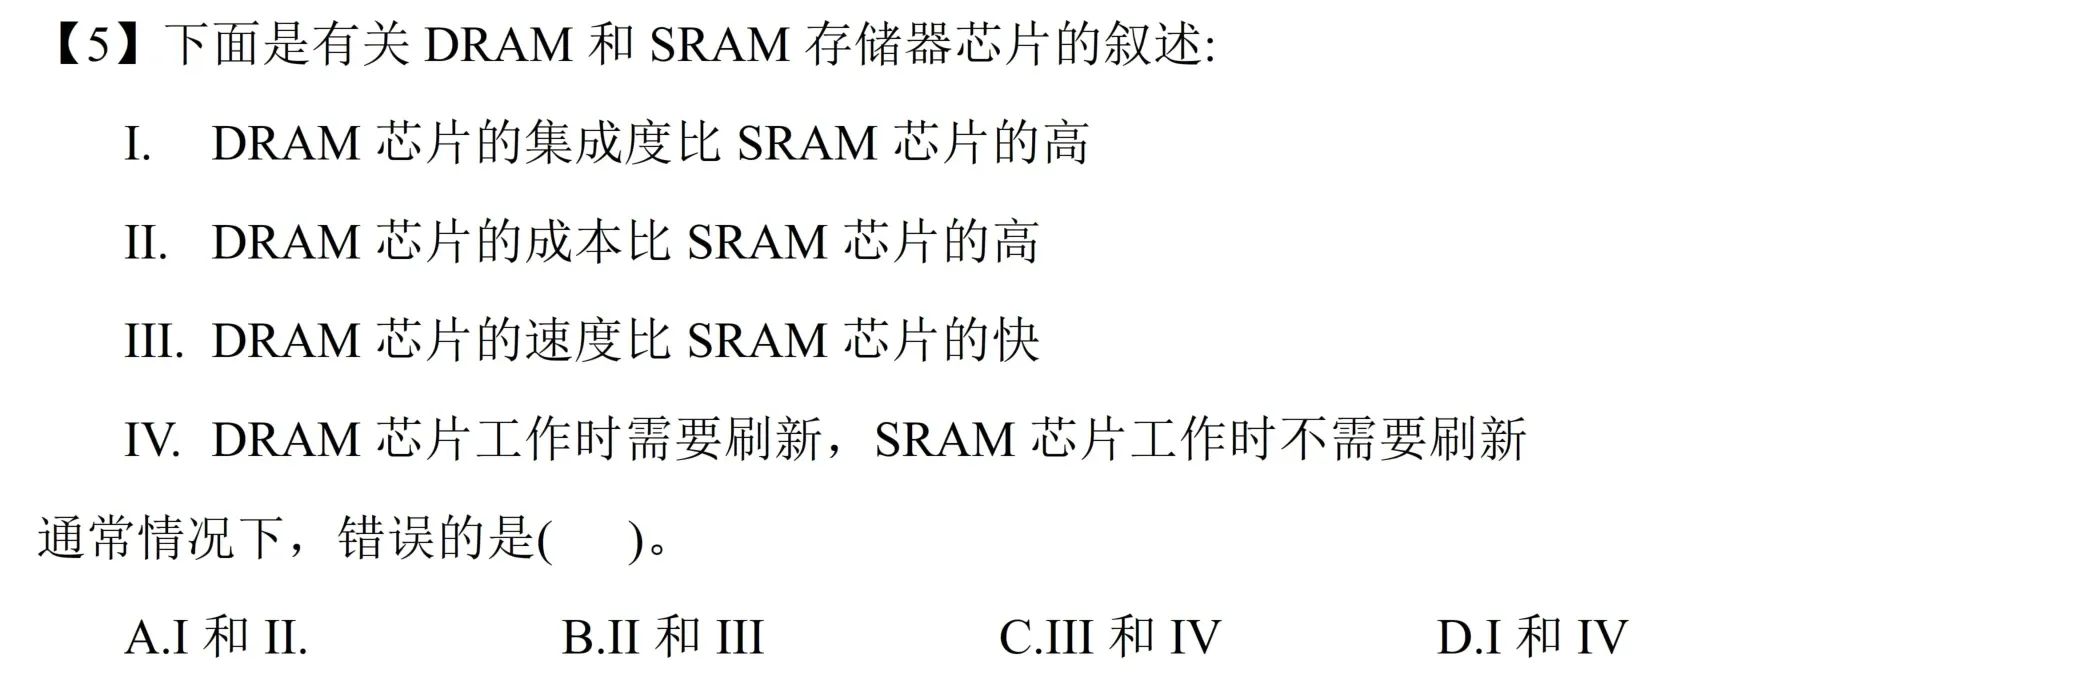 【5】下面是有关 DRAM 和 SRAM 存储器芯片的叙述:
I. DRAM 芯片的集成度比 SRAM 芯片的高
II. DRAM 芯片的成本比 SRAM 芯片的高
III. DRAM 芯片的速度比 SRAM 芯片的快
IV. DRAM 芯片工作时需要刷新，SRAM 芯片工作时不需要刷新
通常情况下，错误的是( )。
A.I 和 II. B.II 和 III C.III 和 IV D.I 和 IV